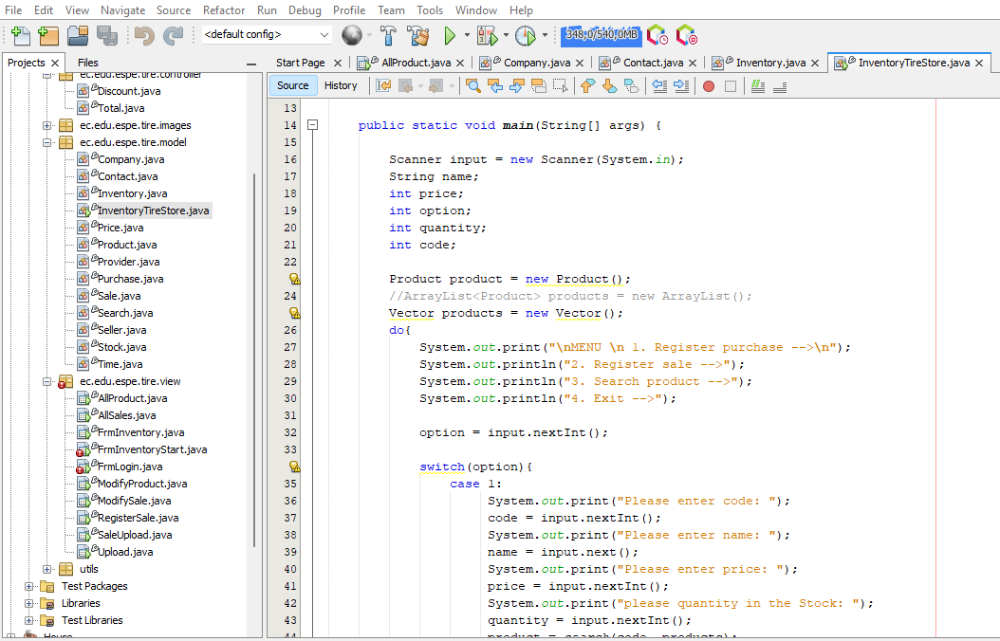 File Edit View Navigate Source Refactor Run Debug Profile Team Tools Window Help
<default config> 348,0/540,0MB
Projects Files Start Page AllProduct.java Company.java Contact.java Inventory.java InventoryTireStore.java
Source History
ec.edu.espe.tire.controller
Discount.java
Total.java
ec.edu.espe.tire.images
ec.edu.espe.tire.model
Company.java
Contact.java
Inventory.java
InventoryTireStore.java
Price.java
Product.java
Provider.java
Purchase.java
Sale.java
Search.java
Seller.java
Stock.java
Time.java
ec.edu.espe.tire.view
AllProduct.java
AllSales.java
FrmInventory.java
FrmInventoryStart.java
FrmLogin.java
ModifyProduct.java
ModifySale.java
RegisterSale.java
SaleUpload.java
Upload.java
utils
Test Packages
Libraries
Test Libraries
House
13
14 public static void main(String[] args) {
15
16 Scanner input = new Scanner(System.in);
17 String name;
18 int price;
19 int option;
20 int quantity;
21 int code;
22
Product product = new Product();
24 //ArrayList<Product> products = new ArrayList();
Vector products = new Vector();
26 do{
27 System.out.print("\nMENU \n 1. Register purchase -->\n");
28 System.out.println("2. Register sale -->");
29 System.out.println("3. Search product -->");
30 System.out.println("4. Exit -->");
31
32 option = input.nextInt();
33
switch(option){
35 case 1:
36 System.out.print("Please enter code: ");
37 code = input.nextInt();
38 System.out.print("Please enter name: ");
39 name = input.next();
40 System.out.print("Please enter price: ");
41 price = input.nextInt();
42 System.out.print("please quantity in the Stock: ");
43 quantity = input.nextInt();
44 product = search(code, products);